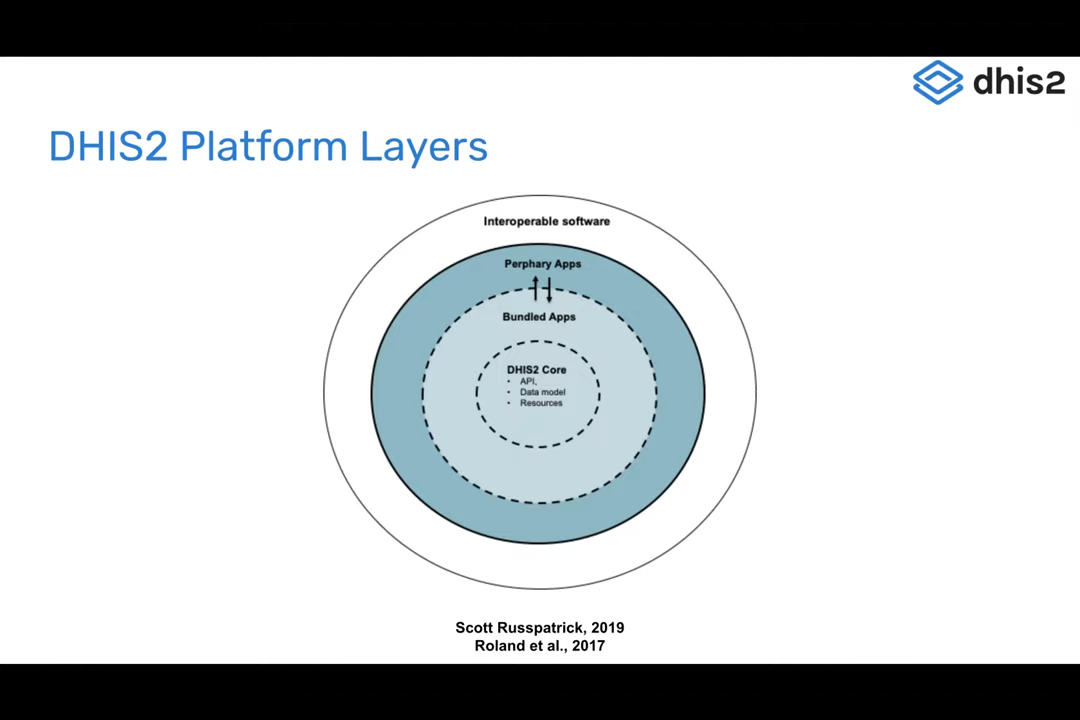 dhis2
DHIS2 Platform Layers
Interoperable software
Perphary Apps
Bundled Apps
DHIS2 Core
• API,
• Data model
• Resources
Scott Russpatrick, 2019
Roland et al., 2017